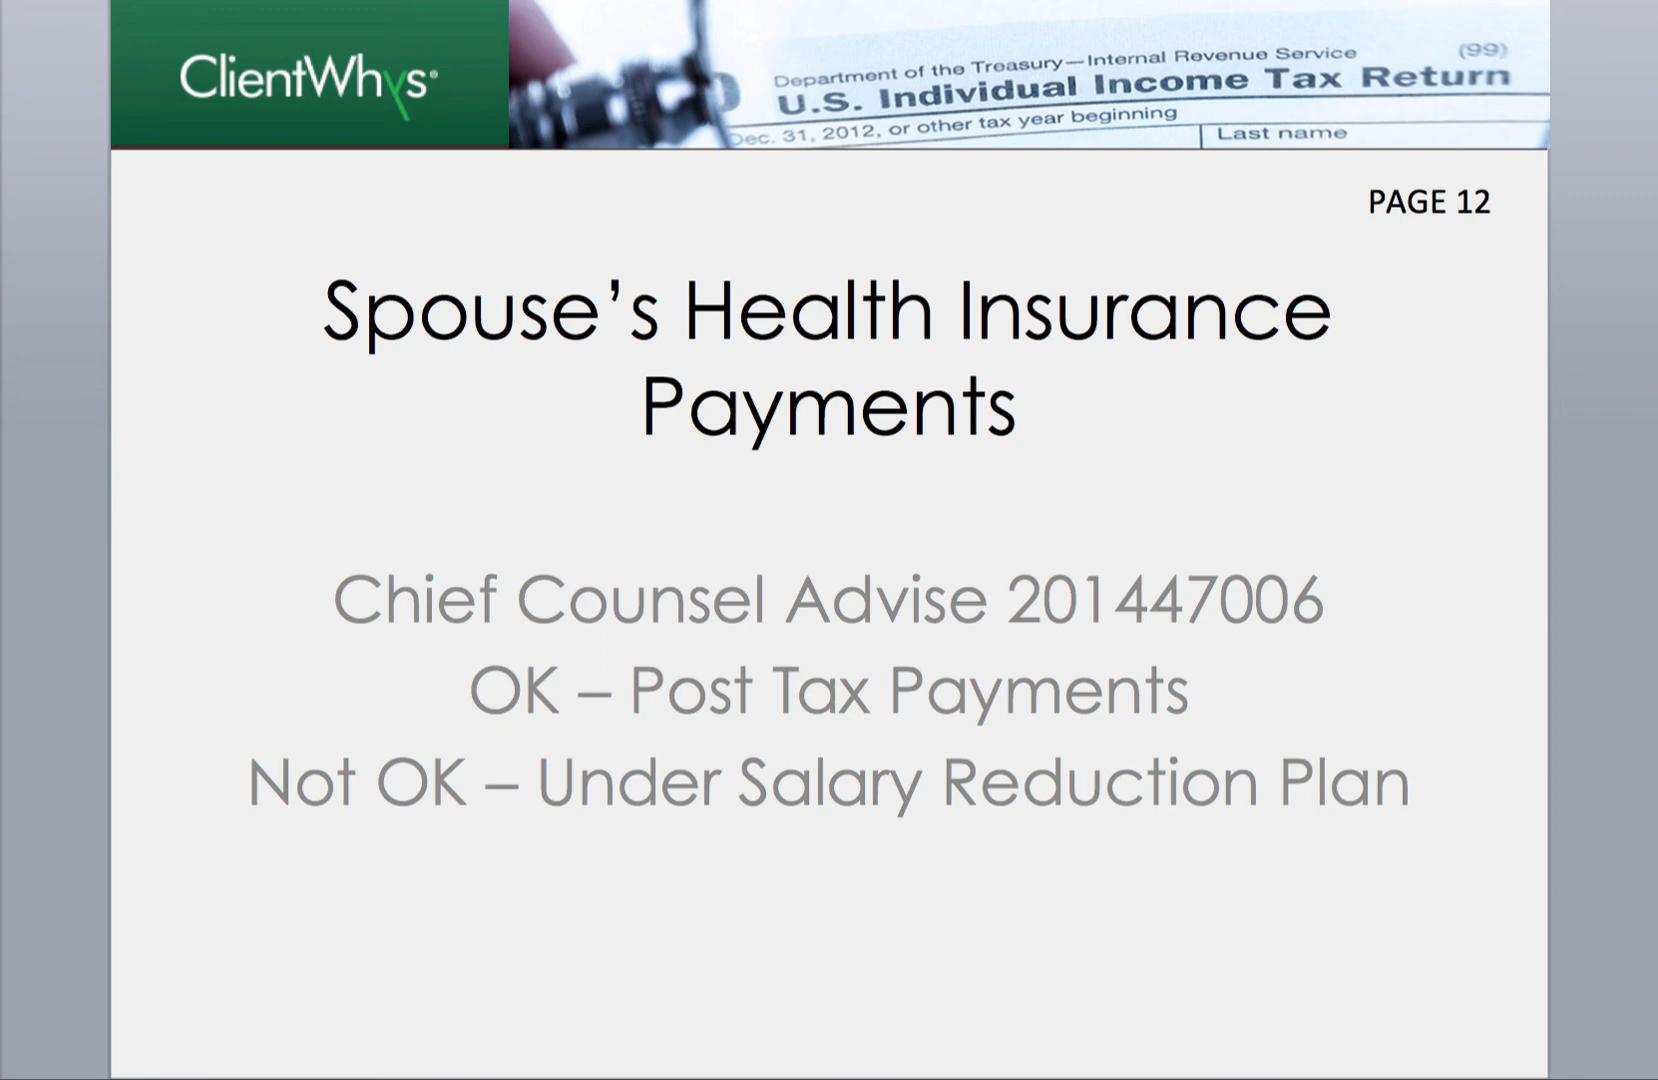 ClientWhys
Department of the Treasury—Internal Revenue Service
(99)
U.S. Individual Income Tax Return
Dec. 31, 2012, or other tax year beginning
Last name
PAGE 12
Spouse’s Health Insurance
Payments
Chief Counsel Advise 201447006
OK – Post Tax Payments
Not OK – Under Salary Reduction Plan